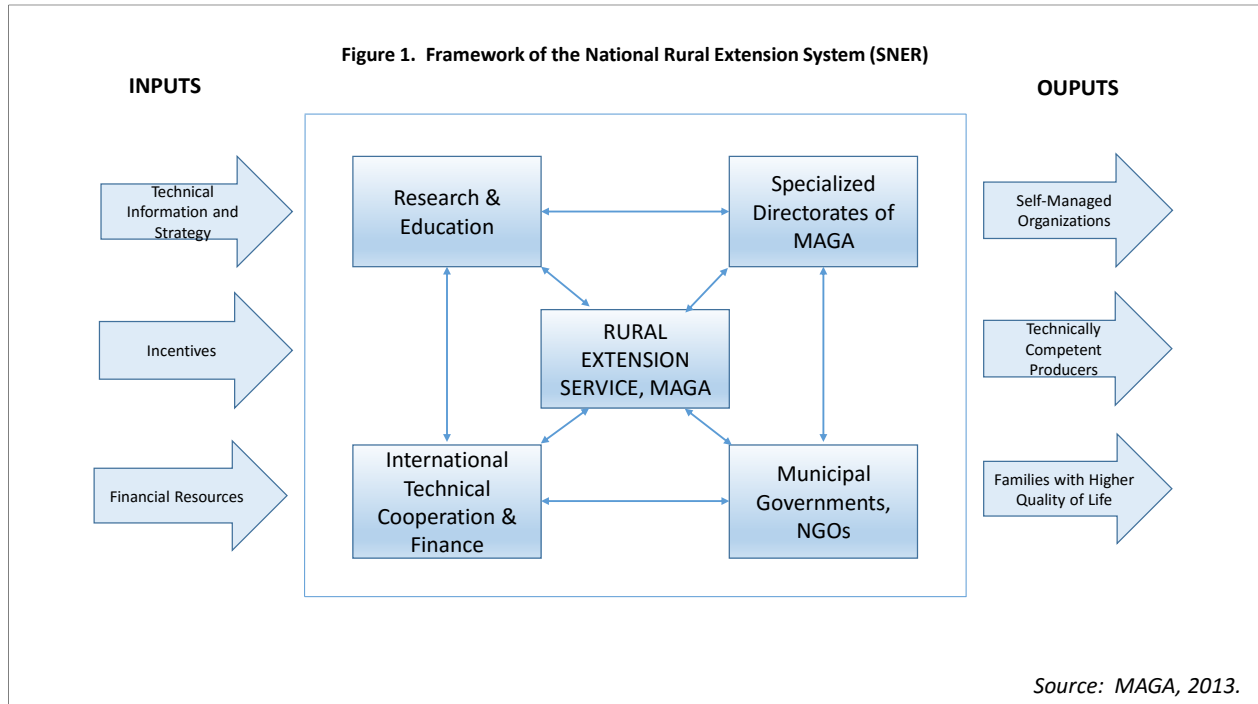 Figure 1.  Framework of the National Rural Extension System (SNER)
INPUTS
OUPUTS
Technical
Information and
Strategy
Research &
Education
Specialized
Directorates of
MAGA
Self-Managed
Organizations
Incentives
RURAL
EXTENSION
SERVICE, MAGA
Technically
Competent
Producers
Financial Resources
International
Technical
Cooperation &
Finance
Municipal
Governments,
NGOs
Families with Higher
Quality of Life
Source:  MAGA, 2013.